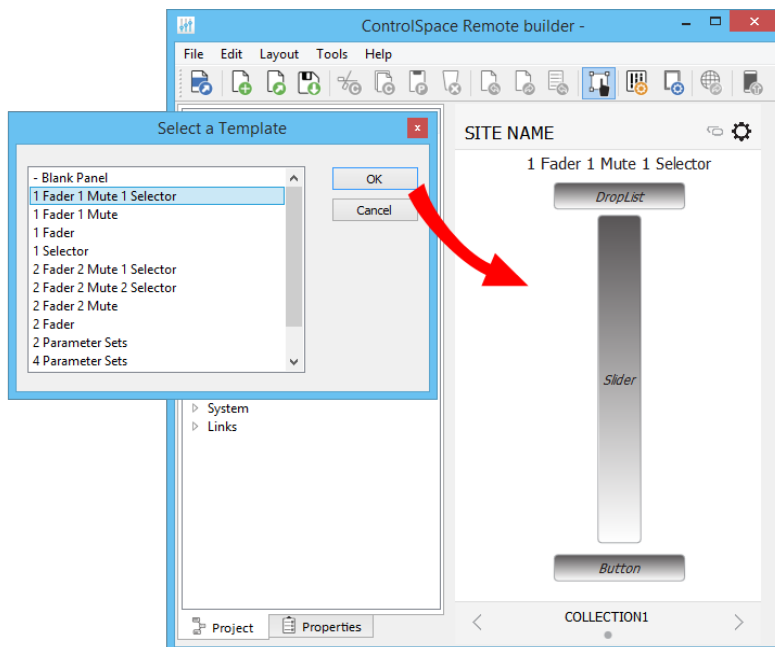 ControlSpace Remote builder -
File Edit Layout Tools Help
Select a Template
- Blank Panel
1 Fader 1 Mute 1 Selector
1 Fader 1 Mute
1 Fader
1 Selector
2 Fader 2 Mute 1 Selector
2 Fader 2 Mute 2 Selector
2 Fader 2 Mute
2 Fader
2 Parameter Sets
4 Parameter Sets
OK
Cancel
System
Links
Project Properties
SITE NAME
1 Fader 1 Mute 1 Selector
DropList
Slider
Button
COLLECTION1